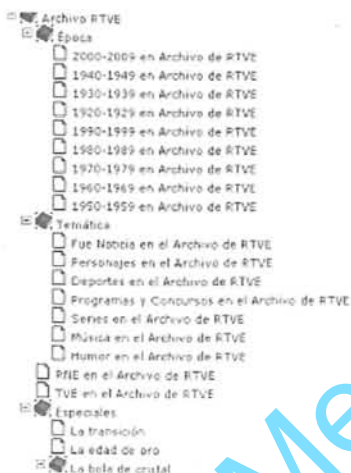 Archivo RTVE
Época
2000-2009 en Archivo de RTVE
1940-1949 en Archivo de RTVE
1930-1939 en Archivo de RTVE
1920-1929 en Archivo de RTVE
1990-1999 en Archivo de RTVE
1980-1989 en Archivo de RTVE
1970-1979 en Archivo de RTVE
1960-1969 en Archivo de RTVE
1950-1959 en Archivo de RTVE
Temática
Fue Noticia en el Archivo de RTVE
Personajes en el Archivo de RTVE
Deportes en el Archivo de RTVE
Programas y Concursos en el Archivo de RTVE
Series en el Archivo de RTVE
Música en el Archivo de RTVE
Humor en el Archivo de RTVE
RNE en el Archivo de RTVE
TVE en el Archivo de RTVE
Especiales
La transición
La edad de oro
La bola de cristal
Me